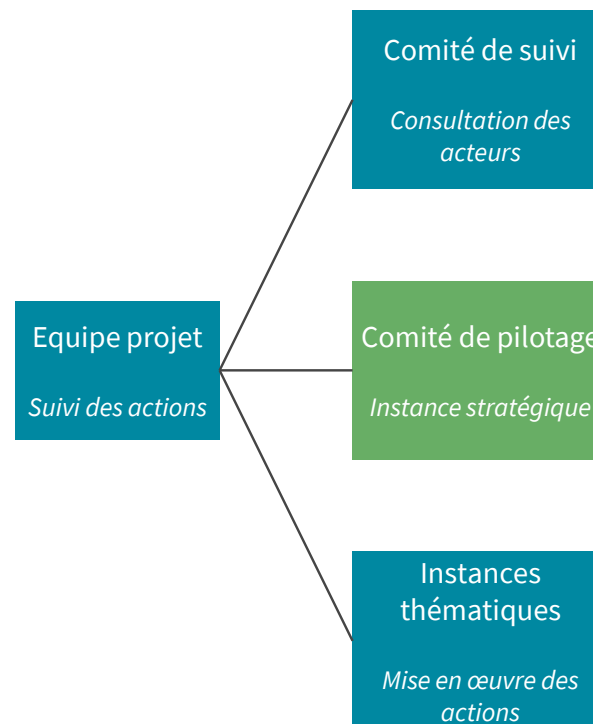 Comité de suivi
Consultation des
acteurs
Equipe projet
Suivi des actions
Comité de pilotage
Instance stratégique
Instances
thématiques
Mise en œuvre des
actions